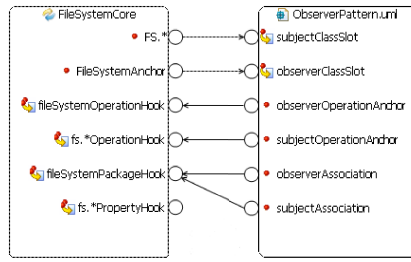 FileSystemCore
ObserverPattern.uml
FS.*
subjectClassSlot
FileSystemAnchor
observerClassSlot
fileSystemOperationHook
observerOperationAnchor
fs.*OperationHook
subjectOperationAnchor
fileSystemPackageHook
observerAssociation
fs.*PropertyHook
subjectAssociation